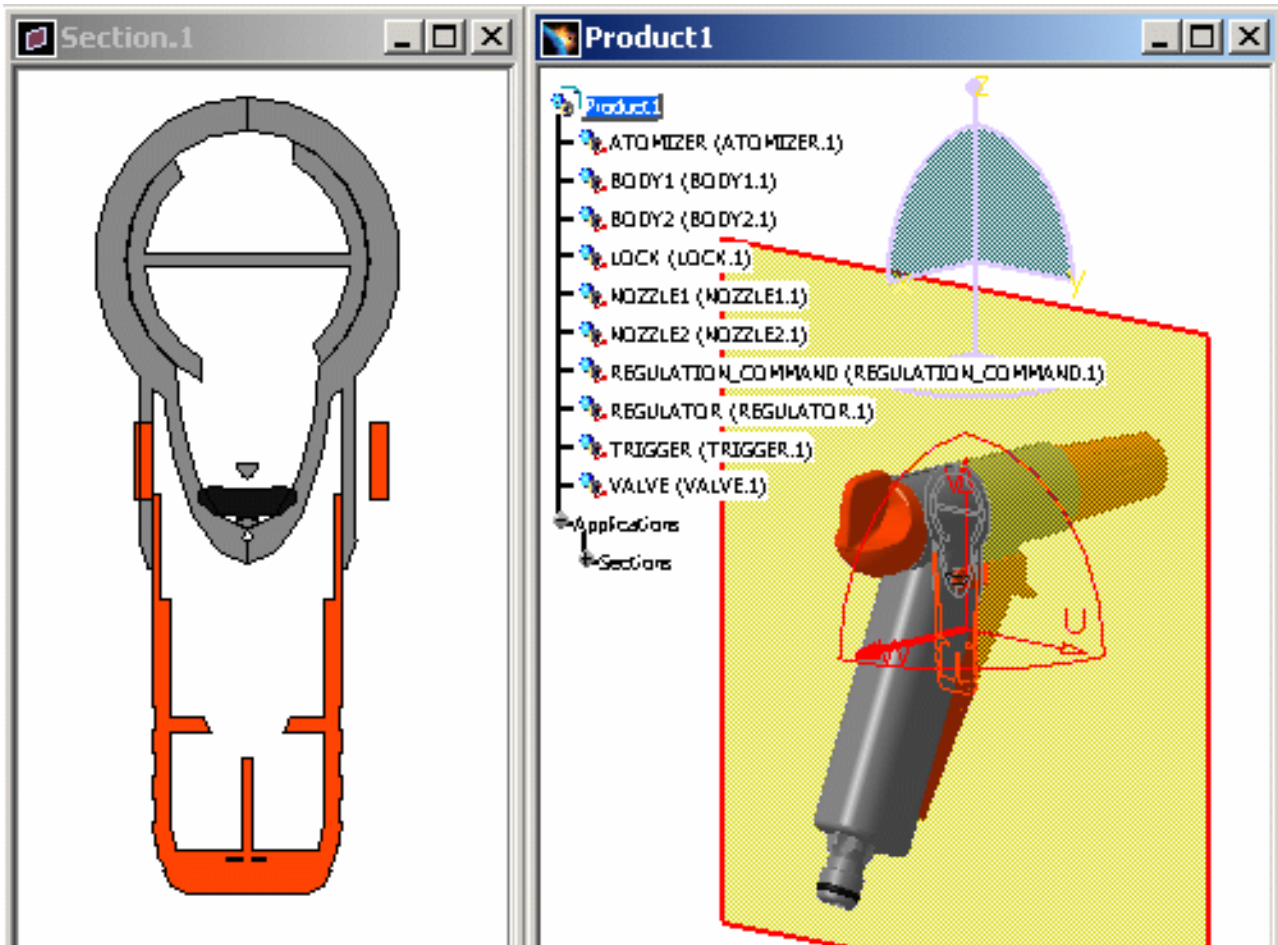 Section.1
Product1
Product1
ATOMIZER (ATOMIZER.1)
BODY1 (BODY1.1)
BODY2 (BODY2.1)
LOCK (LOCK.1)
NOZZLE1 (NOZZLE1.1)
NOZZLE2 (NOZZLE2.1)
REGULATION_COMMAND (REGULATION_COMMAND.1)
REGULATOR (REGULATOR.1)
TRIGGER (TRIGGER.1)
VALVE (VALVE.1)
Applications
Sections
z
y
U